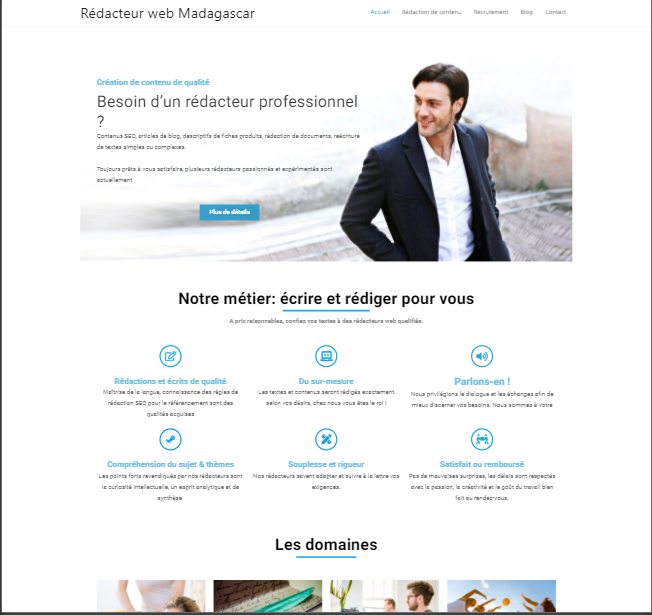 Rédacteur web Madagascar
Accueil Rédaction de contenu Recrutement Blog Contact
Création de contenu de qualité
Besoin d'un rédacteur professionnel
?
Contenus SEO, articles de blog, descriptifs de fiches produits, rédaction de documents, réécriture
de textes simples ou complexes.
Toujours prêts à vous satisfaire, plusieurs rédacteurs passionnés et expérimentés sont
actuellement
Plus de détails
Notre métier: écrire et rédiger pour vous
A prix raisonnables, confiez vos textes à des rédacteurs web qualifiés.
Rédactions et écrits de qualité
Maîtrise de la langue, connaissance des règles de
rédaction SEO pour le référencement sont des
qualités acquises
Du sur-mesure
Les textes et contenus seront rédigés exactement
selon vos désirs, chez nous vous êtes le roi !
Parlons-en !
Nous privilégions le dialogue et les échanges afin de
mieux discerner vos besoins. Nous sommes à votre
Compréhension du sujet & thèmes
Les points forts revendiqués par nos rédacteurs sont
la curiosité intellectuelle, un esprit analytique et de
synthèse
Souplesse et rigueur
Nos rédacteurs savent adapter et suivre à la lettre vos
exigences.
Satisfait ou remboursé
Pas de mauvaises surprises, les délais sont respectés
avec la passion, la créativité et le goût du travail bien
fait au rendez-vous.
Les domaines